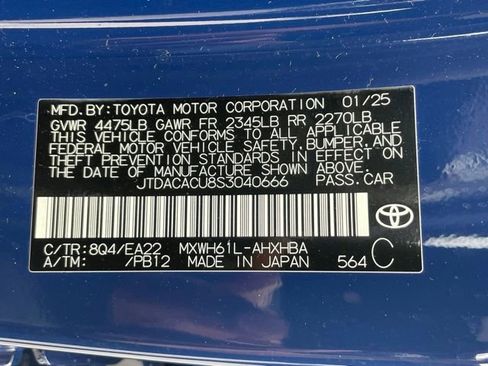 MFD.BY:TOYOTA MOTOR CORPORATION 01/25
GVWR 4475LB GAWR FR 2345LB RR 2270LB
THIS VEHICLE CONFORMS TO ALL APPLICABLE
FEDERAL MOTOR VEHICLE SAFETY,BUMPER,AND
THEFT PREVENTION STANDARDS IN EFFECT ON
THE DATE OF MANUFACTURE SHOWN ABOVE.
JTDACACU8S3040666 PASS.CAR
C/TR:8Q4/EA22 MXWH61L-AHXHBA
A/TM: /PB12 MADE IN JAPAN 564 C
TOYOTA